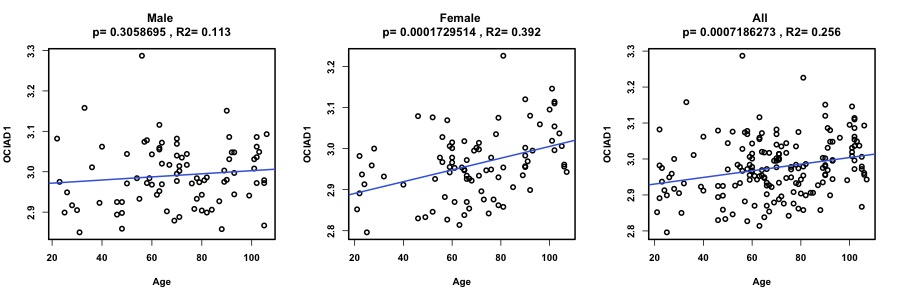 Male
p= 0.3058695 , R2= 0.113
OCIAD1
3.3
3.2
3.1
3.0
2.9
20 40 60 80 100
Age
Female
p= 0.0001729514 , R2= 0.392
OCIAD1
3.2
3.1
3.0
2.9
2.8
20 40 60 80 100
Age
All
p= 0.0007186273 , R2= 0.256
OCIAD1
3.3
3.2
3.1
3.0
2.9
2.8
20 40 60 80 100
Age